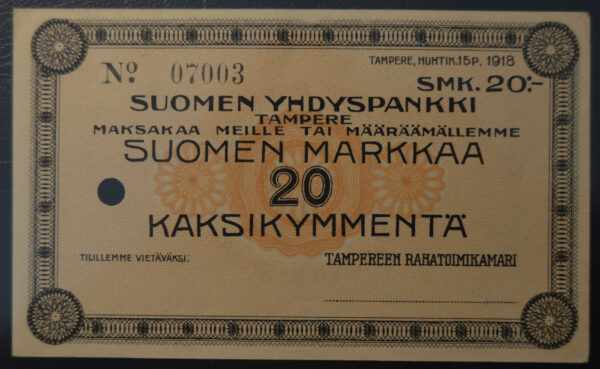 TAMPERE, HUHTIK. 15 P. 1918
Nº 07003
SMK. 20:-
SUOMEN YHDYSPANKKI
TAMPERE
MAKSAKAA MEILLE TAI MÄÄRÄÄMÄLLEMME
SUOMEN MARKKAA
20
KAKSIKYMMENTÄ
TILILLEMME VIETÄVÄKSI:
TAMPEREEN RAHATOIMIKAMARI